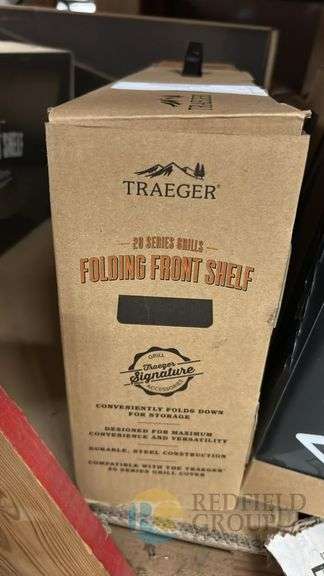 TRAEGER
TRAEGER®
20 SERIES GRILLS
FOLDING FRONT SHELF
GRILL
Traeger
Signature
ACCESSORIES
CONVENIENTLY FOLDS DOWN
FOR STORAGE
DESIGNED FOR MAXIMUM
CONVENIENCE AND VERSATILITY
DURABLE, STEEL CONSTRUCTION
COMPATIBLE WITH THE TRAEGER®
20 SERIES GRILL COVER
REDFIELD
GROUP